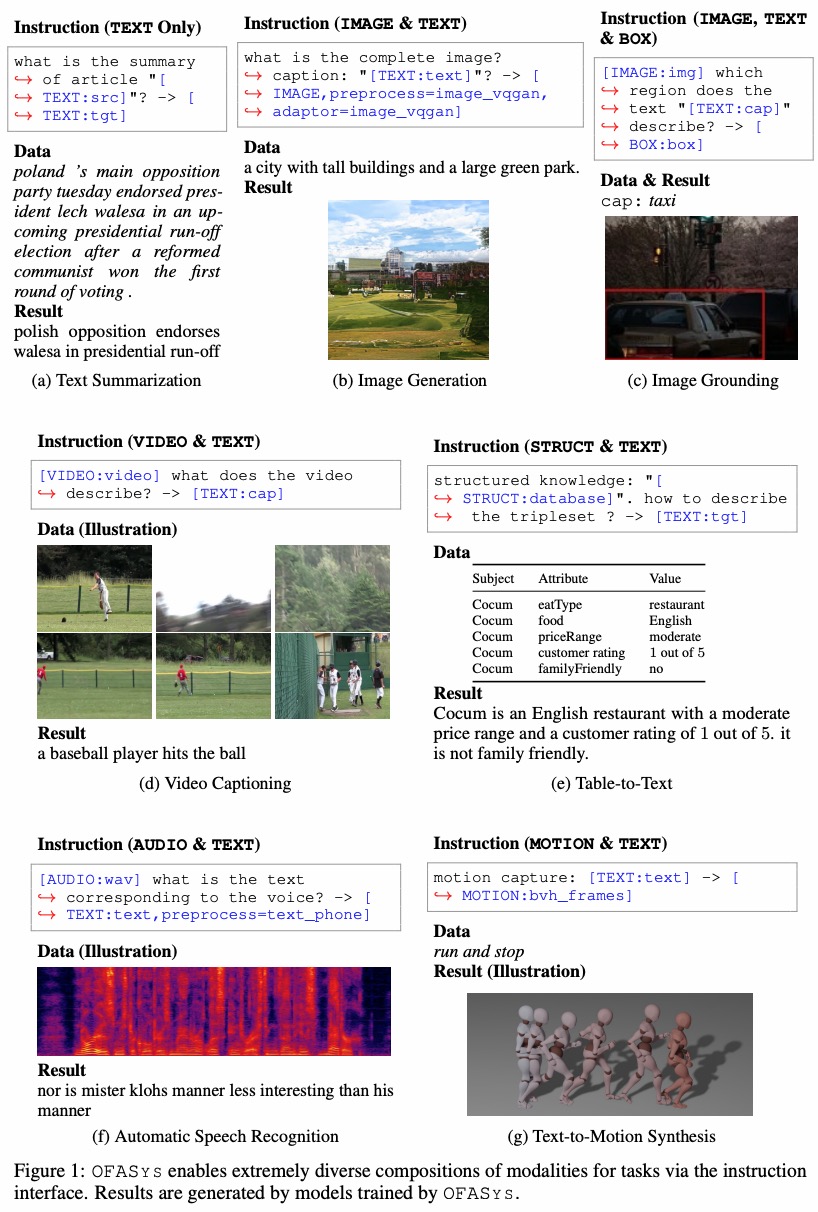 Instruction (TEXT Only)
what is the summary
↪ of article "[
↪ TEXT:src]"? -> [
↪ TEXT:tgt]
Data
poland 's main opposition
party tuesday endorsed pres-
ident lech walesa in an up-
coming presidential run-off
election after a reformed
communist won the first
round of voting .
Result
polish opposition endorses
walesa in presidential run-off
(a) Text Summarization
Instruction (IMAGE & TEXT)
what is the complete image?
↪ caption: "[TEXT:text]"? -> [
↪ IMAGE,preprocess=image_vqgan,
↪ adaptor=image_vqgan]
Data
a city with tall buildings and a large green park.
Result
(b) Image Generation
Instruction (IMAGE, TEXT
& BOX)
[IMAGE:img] which
↪ region does the
↪ text "[TEXT:cap]"
↪ describe? -> [
↪ BOX:box]
Data & Result
cap: taxi
(c) Image Grounding
Instruction (VIDEO & TEXT)
[VIDEO:video] what does the video
↪ describe? -> [TEXT:cap]
Data (Illustration)
Result
a baseball player hits the ball
(d) Video Captioning
Instruction (STRUCT & TEXT)
structured knowledge: "[
↪ STRUCT:database]". how to describe
↪ the tripleset ? -> [TEXT:tgt]
Data
Subject Attribute Value
Cocum eatType restaurant
Cocum food English
Cocum priceRange moderate
Cocum customer rating 1 out of 5
Cocum familyFriendly no
Result
Cocum is an English restaurant with a moderate
price range and a customer rating of 1 out of 5. it
is not family friendly.
(e) Table-to-Text
Instruction (AUDIO & TEXT)
[AUDIO:wav] what is the text
↪ corresponding to the voice? -> [
↪ TEXT:text,preprocess=text_phone]
Data (Illustration)
Result
nor is mister klohs manner less interesting than his
manner
(f) Automatic Speech Recognition
Instruction (MOTION & TEXT)
motion capture: [TEXT:text] -> [
↪ MOTION:bvh_frames]
Data
run and stop
Result (Illustration)
(g) Text-to-Motion Synthesis
Figure 1: OFASys enables extremely diverse compositions of modalities for tasks via the instruction
interface. Results are generated by models trained by OFASys.